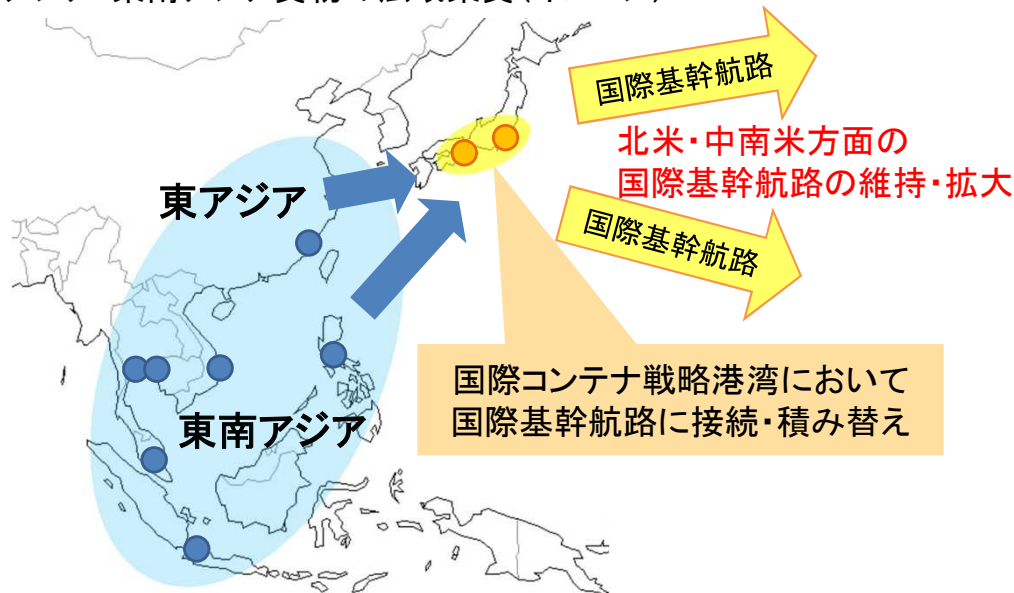 国際基幹航路
北米・中南米方面の
国際基幹航路の維持・拡大
東アジア
国際基幹航路
国際コンテナ戦略港湾において
国際基幹航路に接続・積み替え
東南アジア